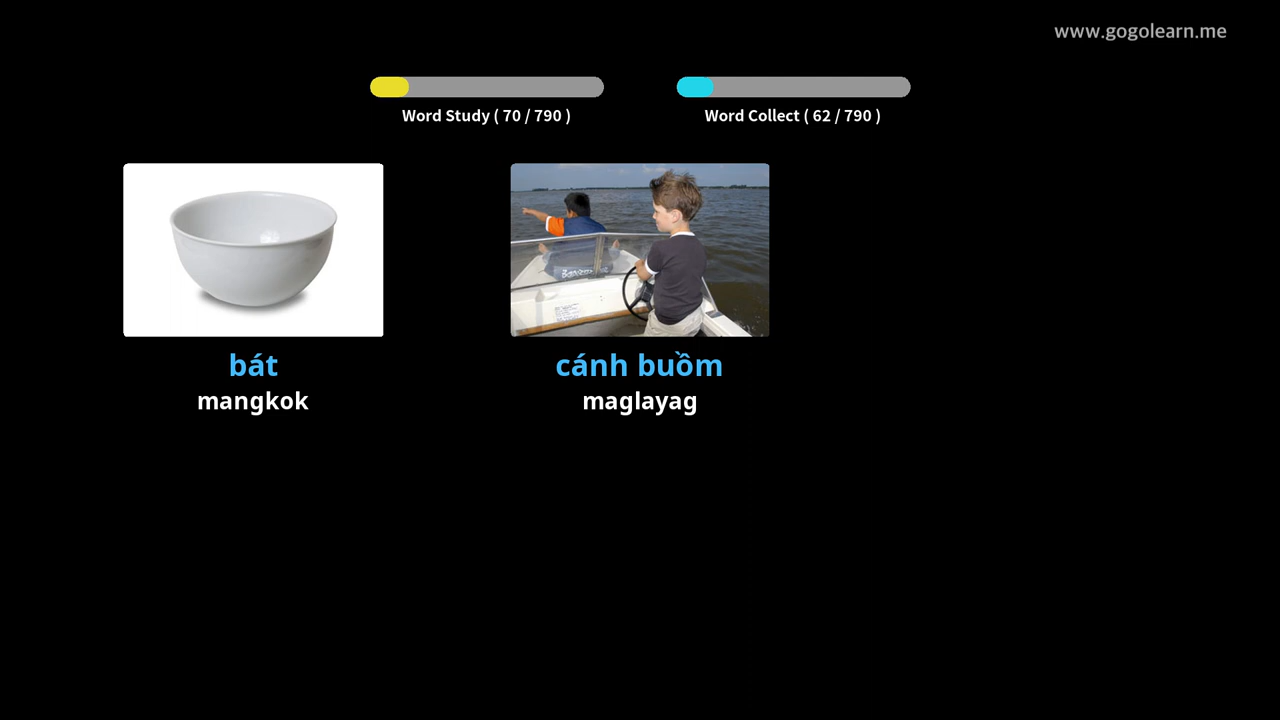 www.gogolearn.me
Word Study ( 70 / 790 )
Word Collect ( 62 / 790 )
bát
mangkok
cánh buồm
maglayag